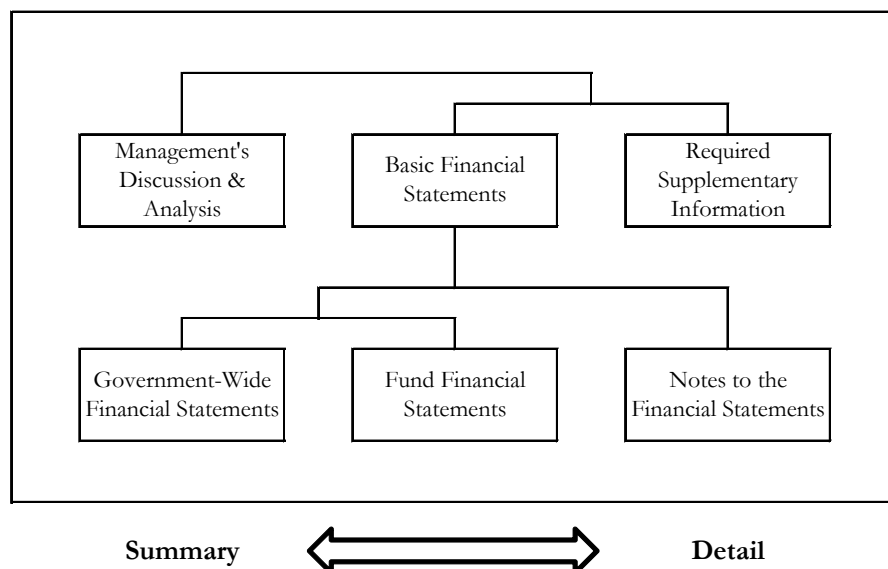 Management's
Discussion &
Analysis
Basic Financial
Statements
Required
Supplementary
Information
Government-Wide
Financial Statements
Fund Financial
Statements
Notes to the
Financial Statements
Summary
Detail